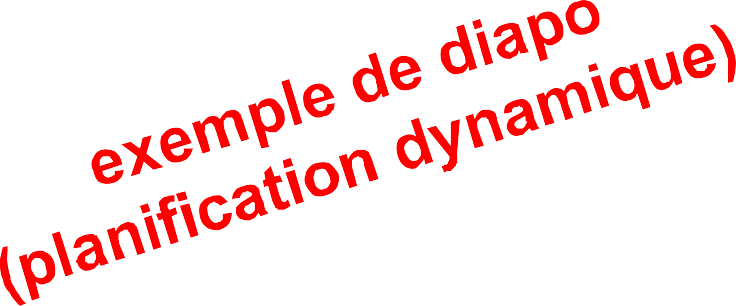 exemple de diapo
(planification dynamique)